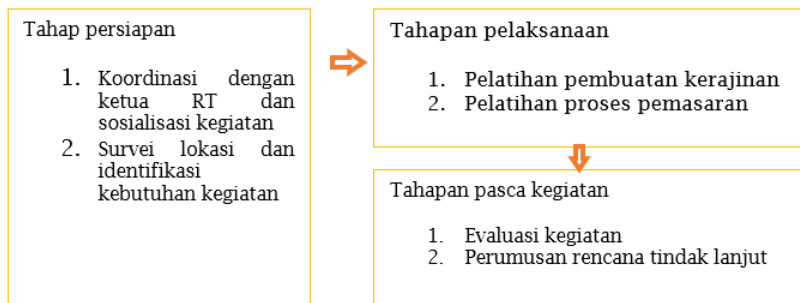 Tahap persiapan
1. Koordinasi dengan
ketua RT dan
sosialisasi kegiatan
2. Survei lokasi dan
identifikasi
kebutuhan kegiatan
Tahapan pelaksanaan
1. Pelatihan pembuatan kerajinan
2. Pelatihan proses pemasaran
Tahapan pasca kegiatan
1. Evaluasi kegiatan
2. Perumusan rencana tindak lanjut